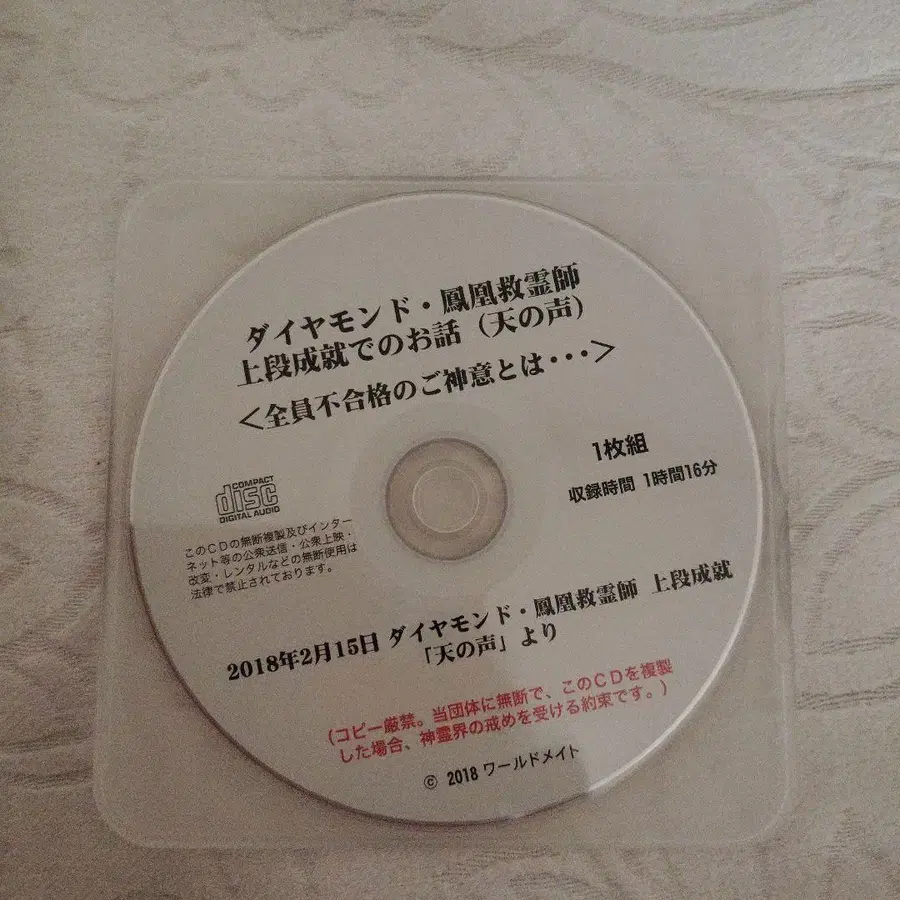 ダイヤモンド・鳳凰救霊師
上段成就でのお話（天の声）
＜全員不合格のご神意とは・・・＞
1枚組
収録時間 1時間16分
COMPACT
disc
DIGITAL AUDIO
このＣＤの無断複製及びインター
ネット等の公衆送信・公衆上映・
改変・レンタルなどの無断使用は
法律で禁止されております。
2018年2月15日 ダイヤモンド・鳳凰救霊師 上段成就
「天の声」より
（コピー厳禁。当団体に無断で、このＣＤを複製
した場合、神霊界の戒めを受ける約束です。）
© 2018 ワールドメイト